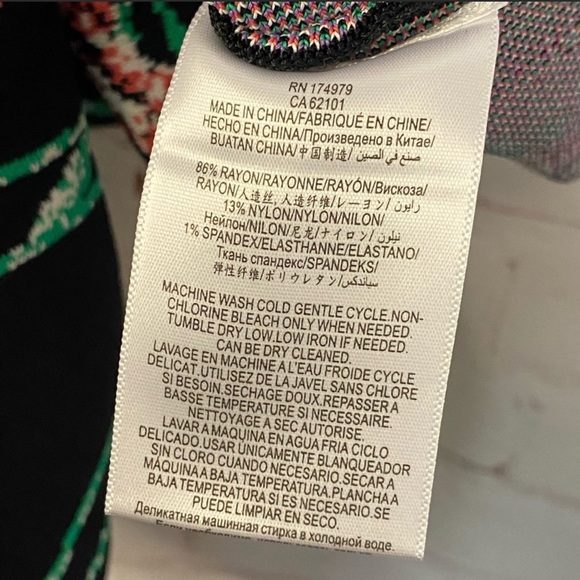 RN 174979
CA 62101
MADE IN CHINA/FABRIQUÉ EN CHINE/
HECHO EN CHINA/Произведено в Китае/
BUATAN CHINA/中国制造/ صنع في الصين
86% RAYON/RAYONNE/RAYÓN/Вискоза/
RAYON/人造丝, 人造纤维/レーヨン/ رايون
13% NYLON/NYLON/NILON/
Нейлон/NILON/尼龙/ナイロン/ نيلون
1% SPANDEX/ELASTHANNE/ELASTANO/
Ткань спандекс/SPANDEKS/
弹性纤维/ポリウレタン/سباندكس
MACHINE WASH COLD GENTLE CYCLE.NON-
CHLORINE BLEACH ONLY WHEN NEEDED.
TUMBLE DRY LOW.LOW IRON IF NEEDED.
CAN BE DRY CLEANED.
LAVAGE EN MACHINE A L'EAU FROIDE CYCLE
DELICAT.UTILISEZ DE LA JAVEL SANS CHLORE
SI BESOIN.SECHAGE DOUX.REPASSER A
BASSE TEMPERATURE SI NECESSAIRE.
NETTOYAGE A SEC AUTORISE.
LAVAR A MAQUINA EN AGUA FRIA CICLO
DELICADO.USAR ÚNICAMENTE BLANQUEADOR
SIN CLORO CUANDO NECESARIO.SECAR A
MÁQUINA A BAJA TEMPERATURA.PLANCHA A
BAJA TEMPERATURA SI ES NECESARIO.SE
PUEDE LIMPIAR EN SECO.
Деликатная машинная стирка в холодной воде.